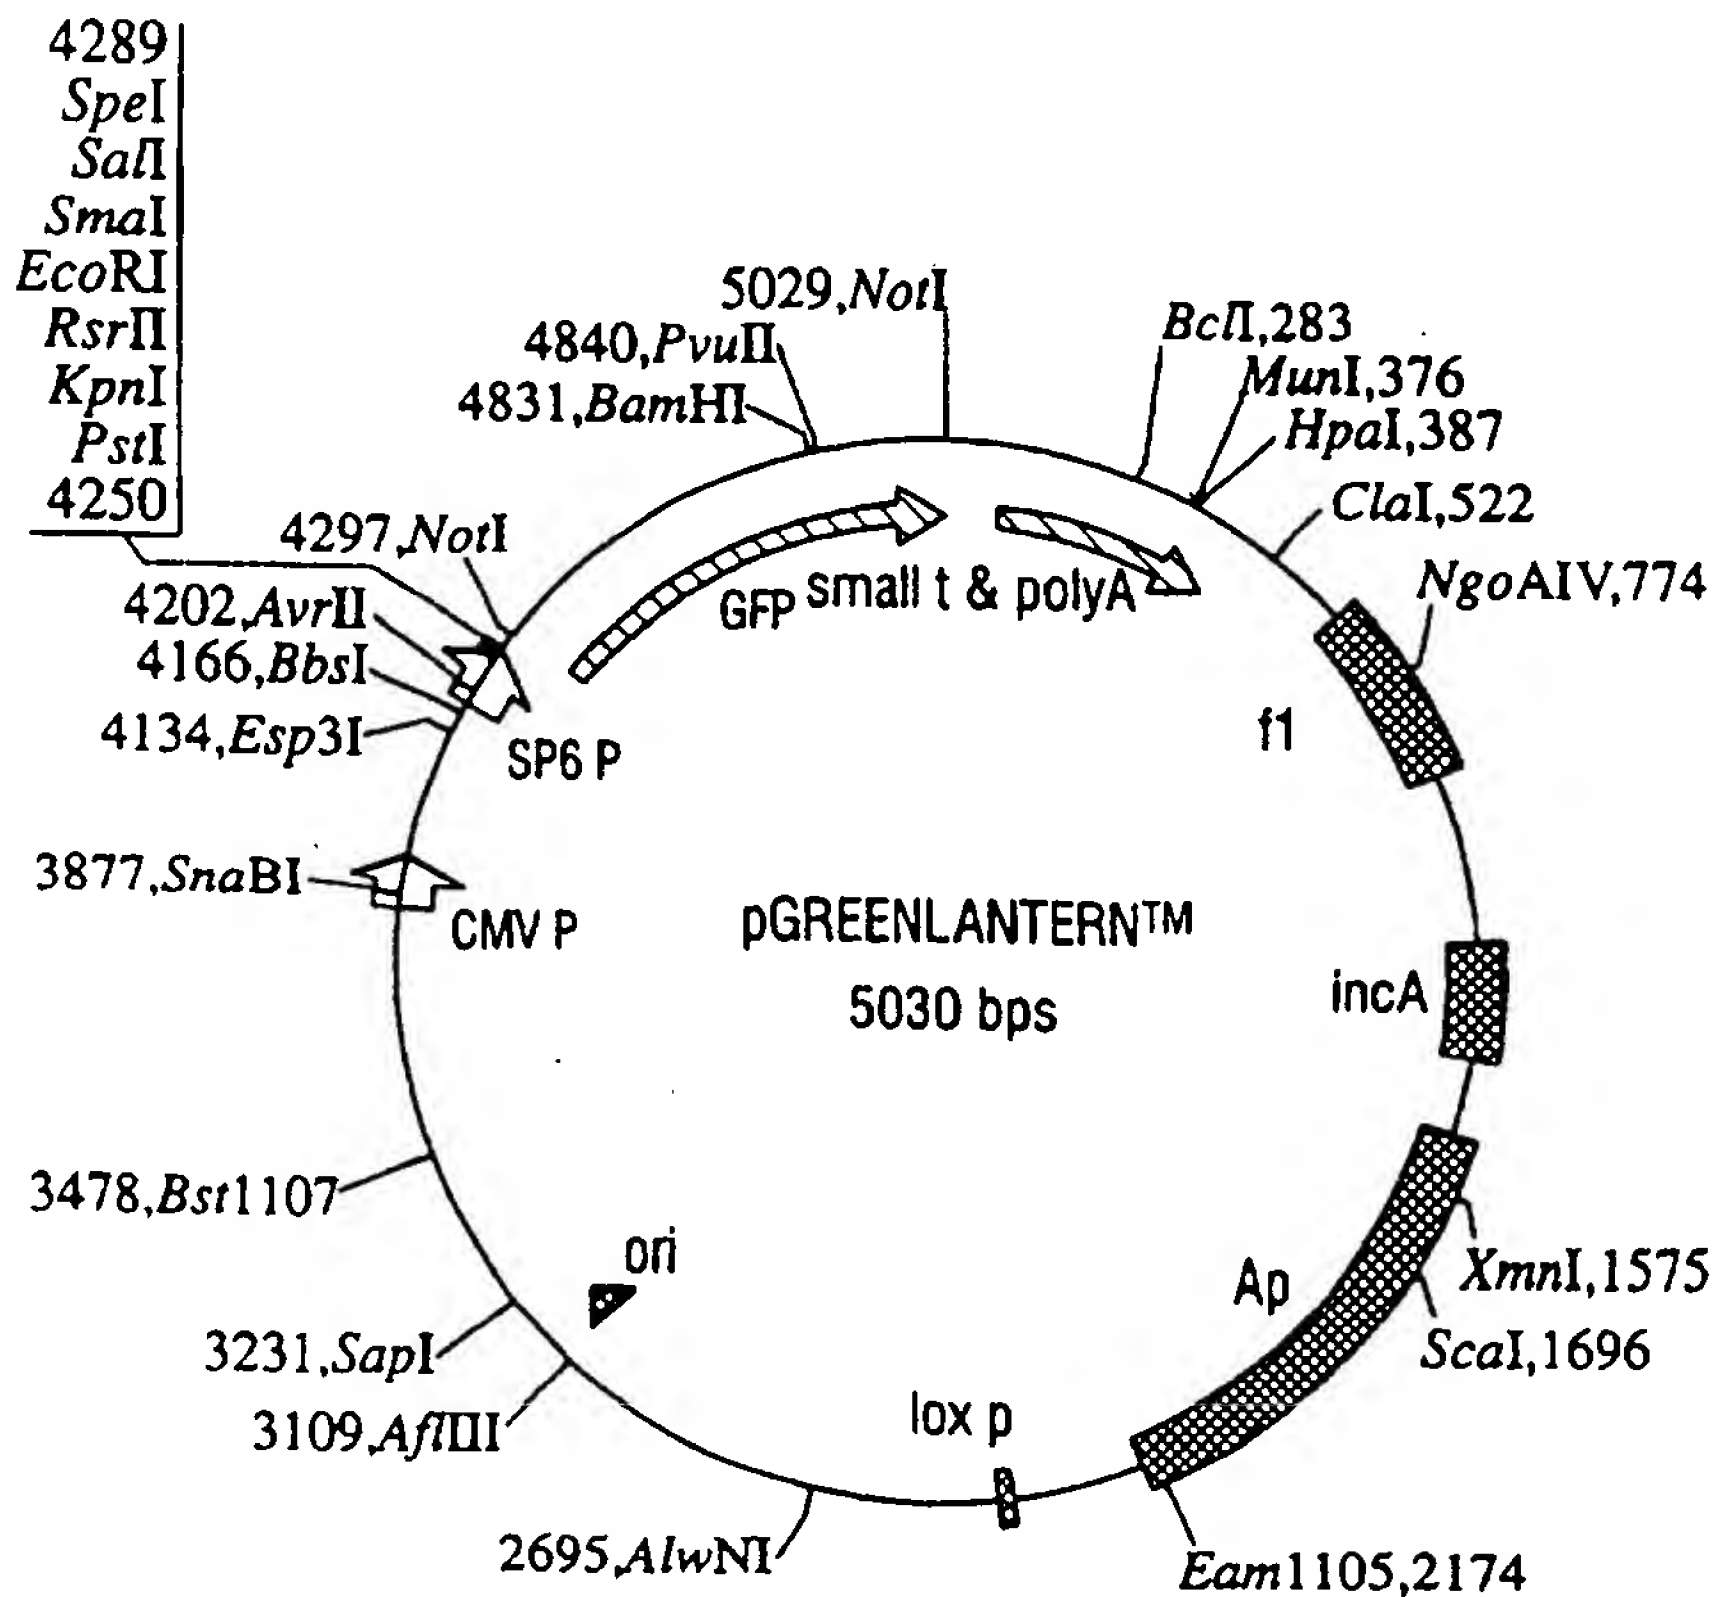 4289
SpeI
SalI
SmaI
EcoRI
RsrII
KpnI
PstI
4250
5029,NotI
4840,PvuII
4831,BamHI
BclI,283
MunI,376
HpaI,387
ClaI,522
NgoAIV,774
4297,NotI
4202,AvrII
4166,BbsI
4134,Esp3I
GFP
small t & polyA
SP6 P
f1
3877,SnaBI
CMV P
pGREENLANTERN™
5030 bps
incA
3478,Bst1107
ori
Ap
XmnI,1575
ScaI,1696
3231,SapI
3109,AflIII
lox p
2695,AlwNI
Eam1105,2174